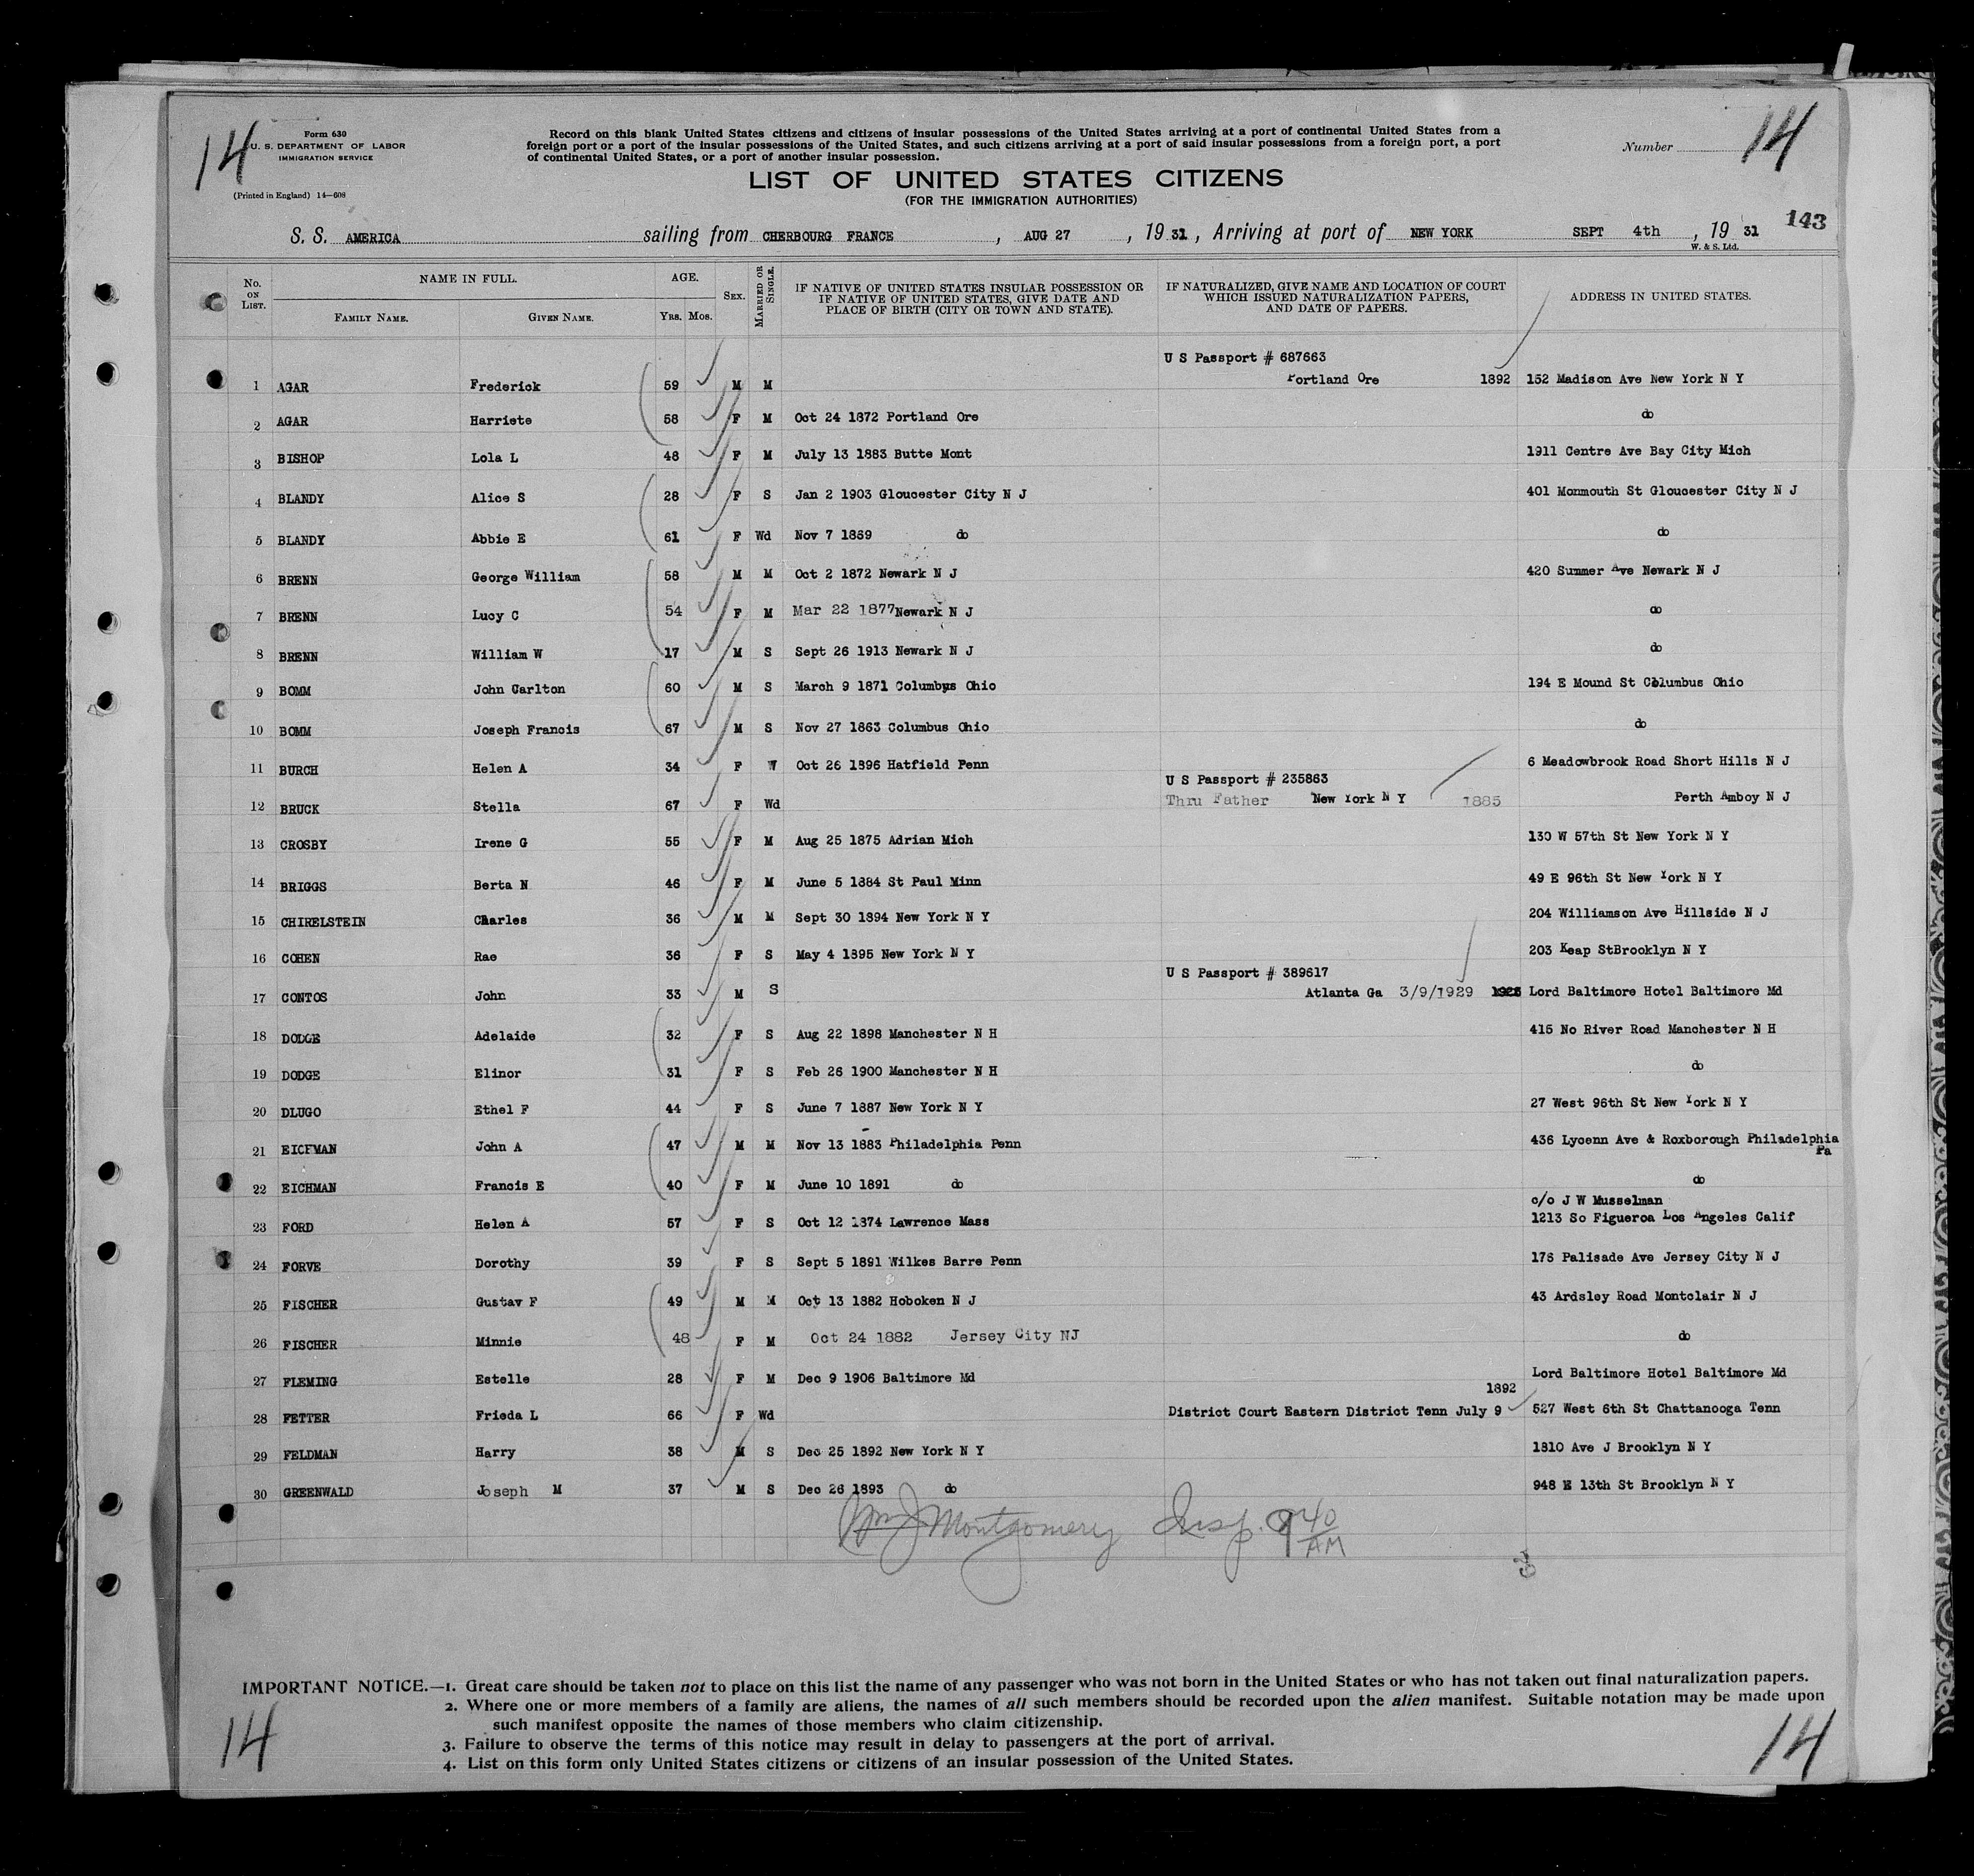 14
Form 630
U. S. DEPARTMENT OF LABOR
IMMIGRATION SERVICE
(Printed in England) 14—608
Record on this blank United States citizens and citizens of insular possessions of the United States arriving at a port of continental United States from a
foreign port or a port of the insular possessions of the United States, and such citizens arriving at a port of said insular possessions from a foreign port, a port
of continental United States, or a port of another insular possession.
Number 14
LIST OF UNITED STATES CITIZENS
(FOR THE IMMIGRATION AUTHORITIES)
S. S. AMERICA sailing from CHERBOURG FRANCE , AUG 27 , 19 31 , Arriving at port of NEW YORK SEPT 4th , 19 31 143
W. & S. Ltd.
No. ON LIST. NAME IN FULL. FAMILY NAME. GIVEN NAME. AGE. YRS. MOS. SEX. MARRIED OR SINGLE. IF NATIVE OF UNITED STATES INSULAR POSSESSION OR IF NATIVE OF UNITED STATES, GIVE DATE AND PLACE OF BIRTH (CITY OR TOWN AND STATE). IF NATURALIZED, GIVE NAME AND LOCATION OF COURT WHICH ISSUED NATURALIZATION PAPERS, AND DATE OF PAPERS. ADDRESS IN UNITED STATES.
U S Passport # 687663
1 AGAR Frederick 59 M M Portland Ore 1892 152 Madison Ave New York N Y
2 AGAR Harriete 58 F M Oct 24 1872 Portland Ore do
3 BISHOP Lola L 48 F M July 13 1883 Butte Mont 1911 Centre Ave Bay City Mich
4 BLANDY Alice S 28 F S Jan 2 1903 Gloucester City N J 401 Monmouth St Gloucester City N J
5 BLANDY Abbie E 61 F Wd Nov 7 1869 do do
6 BRENN George William 58 M M Oct 2 1872 Newark N J 420 Summer Ave Newark N J
7 BRENN Lucy C 54 F M Mar 22 1877 Newark N J do
8 BRENN William W 17 M S Sept 26 1913 Newark N J do
9 BOMM John Carlton 60 M S March 9 1871 Columbus Ohio 194 E Mound St Columbus Ohio
10 BOMM Joseph Francis 67 M S Nov 27 1863 Columbus Ohio do
11 BURCH Helen A 34 F W Oct 26 1896 Hatfield Penn 6 Meadowbrook Road Short Hills N J
U S Passport # 235863
12 BRUCK Stella 67 F Wd Thru Father New York N Y 1885 Perth Amboy N J
13 CROSBY Irene G 55 F M Aug 25 1875 Adrian Mich 130 W 57th St New York N Y
14 BRIGGS Berta N 46 F M June 5 1884 St Paul Minn 49 E 96th St New York N Y
15 CHIRELSTEIN Charles 36 M M Sept 30 1894 New York N Y 204 Williamson Ave Hillside N J
16 COHEN Rae 36 F S May 4 1895 New York N Y 203 Keap StBrooklyn N Y
U S Passport # 389617
17 CONTOS John 33 M S Atlanta Ga 3/9/1929 Lord Baltimore Hotel Baltimore Md
18 DODGE Adelaide 32 F S Aug 22 1898 Manchester N H 415 No River Road Manchester N H
19 DODGE Elinor 31 F S Feb 26 1900 Manchester N H do
20 DLUGO Ethel F 44 F S June 7 1887 New York N Y 27 West 96th St New York N Y
21 EICHMAN John A 47 M M Nov 13 1883 Philadelphia Penn 436 Lycenn Ave & Roxborough Philadelphia
Pa
22 EICHMAN Francis E 40 F M June 10 1891 do do
c/o J W Musselman
23 FORD Helen A 57 F S Oct 12 1874 Lawrence Mass 1213 So Figueroa Los Angeles Calif
24 FORVE Dorothy 39 F S Sept 5 1891 Wilkes Barre Penn 176 Palisade Ave Jersey City N J
25 FISCHER Gustav F 49 M M Oct 13 1882 Hoboken N J 43 Ardsley Road Montclair N J
26 FISCHER Minnie 48 F M Oct 24 1882 Jersey City NJ do
27 FLEMING Estelle 28 F M Dec 9 1906 Baltimore Md Lord Baltimore Hotel Baltimore Md
1892
28 FETTER Frieda L 66 F Wd District Court Eastern District Tenn July 9 527 West 6th St Chattanooga Tenn
29 FELDMAN Harry 38 M S Dec 25 1892 New York N Y 1810 Ave J Brooklyn N Y
30 GREENWALD Joseph M 37 M S Dec 26 1893 do 948 E 13th St Brooklyn N Y
Wm J Montgomery Insp. 9 40 AM
IMPORTANT NOTICE.—1. Great care should be taken not to place on this list the name of any passenger who was not born in the United States or who has not taken out final naturalization papers.
2. Where one or more members of a family are aliens, the names of all such members should be recorded upon the alien manifest. Suitable notation may be made upon
such manifest opposite the names of those members who claim citizenship.
3. Failure to observe the terms of this notice may result in delay to passengers at the port of arrival.
4. List on this form only United States citizens or citizens of an insular possession of the United States.
14
14